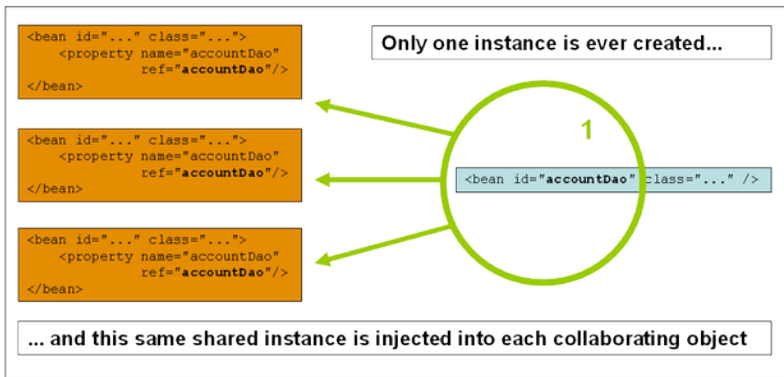 <bean id="..." class="...">
<property name="accountDao"
ref="accountDao"/>
</bean>
Only one instance is ever created...
<bean id="..." class="...">
<property name="accountDao"
ref="accountDao"/>
</bean>
1
<bean id="accountDao" class="..." />
<bean id="..." class="...">
<property name="accountDao"
ref="accountDao"/>
</bean>
... and this same shared instance is injected into each collaborating object